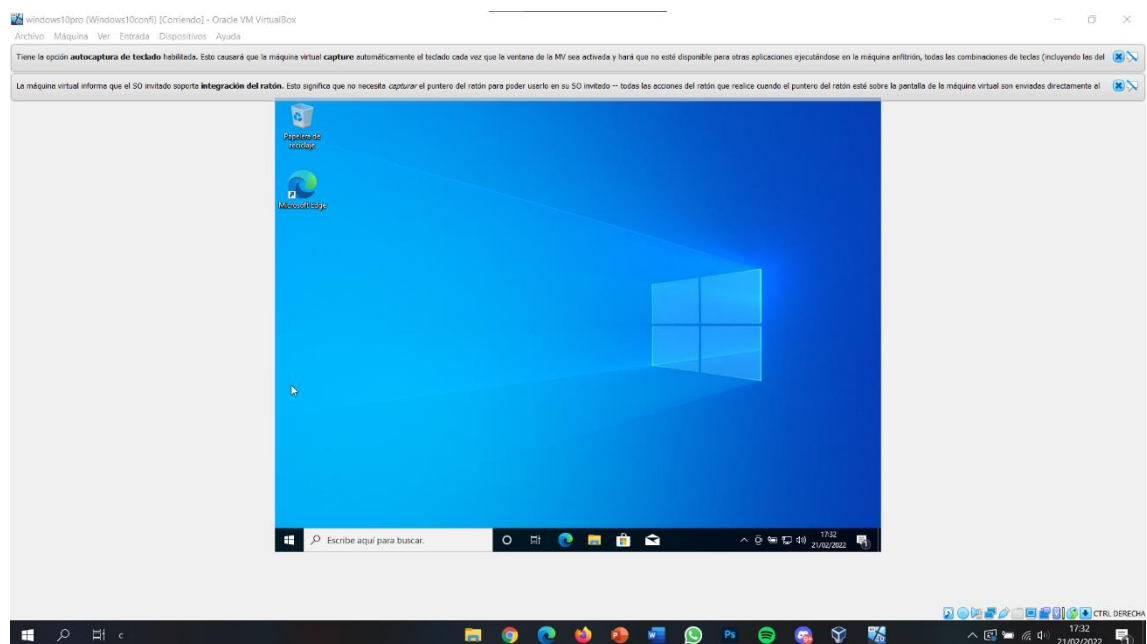 windows10pro (Windows10confi) [Corriendo] - Oracle VM VirtualBox
Archivo Máquina Ver Entrada Dispositivos Ayuda
Tiene la opción autocaptura de teclado habilitada. Esto causará que la máquina virtual capture automáticamente el teclado cada vez que la ventana de la MV sea activada y hará que no esté disponible para otras aplicaciones ejecutándose en la máquina anfitrión, todas las combinaciones de teclas (incluyendo las del
La máquina virtual informa que el SO invitado soporta integración del ratón. Esto significa que no necesita capturar el puntero del ratón para poder usarlo en su SO invitado -- todas las acciones del ratón que realice cuando el puntero del ratón esté sobre la pantalla de la máquina virtual son enviadas directamente al
Papelera de
reciclaje
Microsoft Edge
Escribe aquí para buscar.
17:32
21/02/2022
1
CTRL DERECHA
c
W
Ps
17:32
21/02/2022